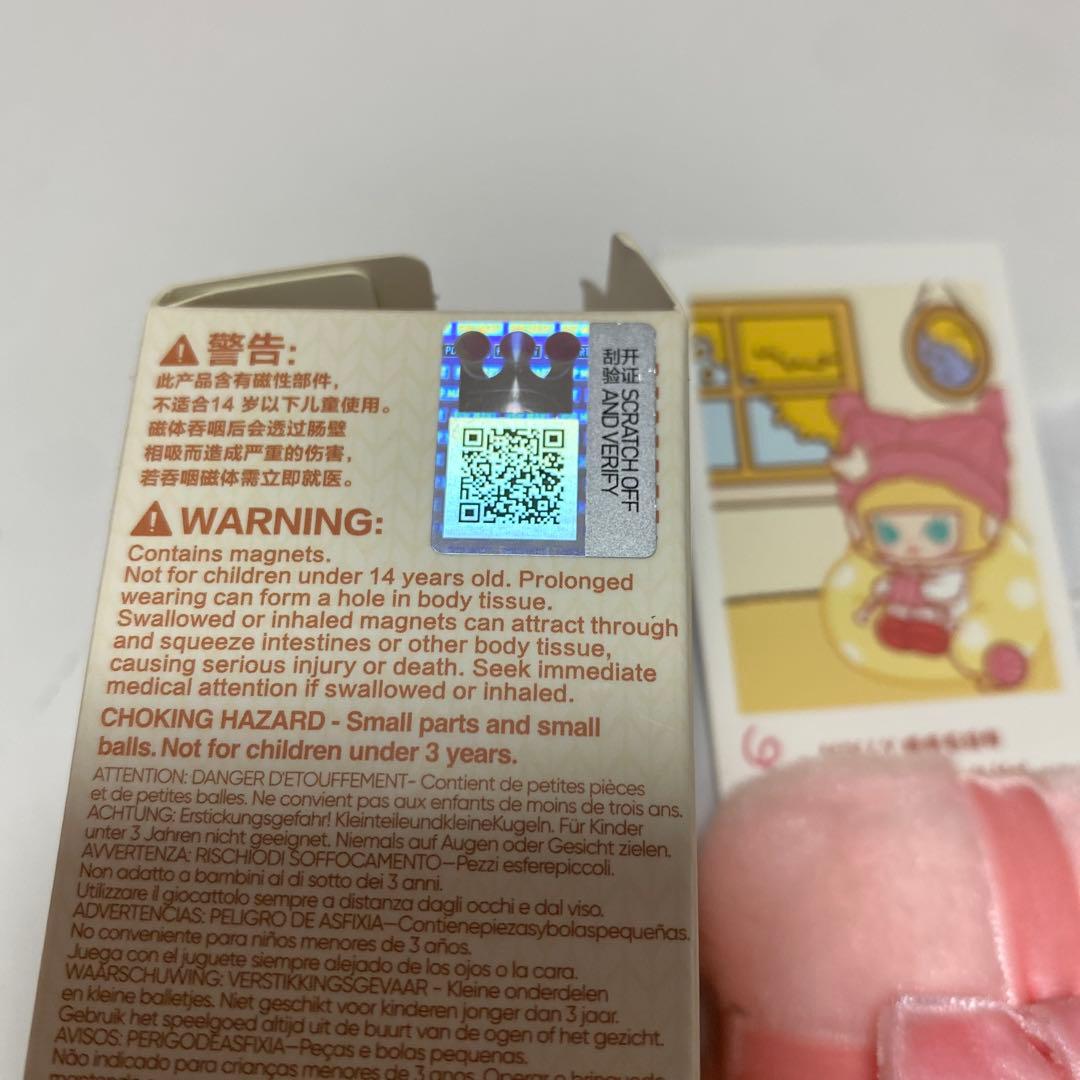 警告:
此产品含有磁性部件，
不适合14 岁以下儿童使用。
磁体吞咽后会透过肠壁
相吸而造成严重的伤害，
若吞咽磁体需立即就医。
刮开
验证
SCRATCH OFF
AND VERIFY
WARNING:
Contains magnets.
Not for children under 14 years old. Prolonged
wearing can form a hole in body tissue.
Swallowed or inhaled magnets can attract through
and squeeze intestines or other body tissue,
causing serious injury or death. Seek immediate
medical attention if swallowed or inhaled.
CHOKING HAZARD - Small parts and small
balls. Not for children under 3 years.
ATTENTION: DANGER D'ETOUFFEMENT- Contient de petites pièces
et de petites balles. Ne convient pas aux enfants de moins de trois ans.
ACHTUNG: Erstickungsgefahr! KleinteileundkleineKugeln. Für Kinder
unter 3 Jahren nicht geeignet. Niemals auf Augen oder Gesicht zielen.
AVVERTENZA: RISCHIODI SOFFOCAMENTO—Pezzi esferepiccoli.
Non adatto a bambini al di sotto dei 3 anni.
Utilizzare il giocattolo sempre a distanza dagli occhi e dal viso.
ADVERTENCIAS: PELIGRO DE ASFIXIA—Contienepiezasybolaspequeñas.
No conveniente para niños menores de 3 años.
Juega con el juguete siempre alejado de los ojos o la cara.
WAARSCHUWING: VERSTIKKINGSGEVAAR - Kleine onderdelen
en kleine balletjes. Niet geschikt voor kinderen jonger dan 3 jaar.
Gebruik het speelgoed altijd uit de buurt van de ogen of het gezicht.
AVISOS: PERIGODEASFIXIA—Peças e bolas pequenas.
Não indicado para crianças menores de 3 anos. Operar o brinquedo
6